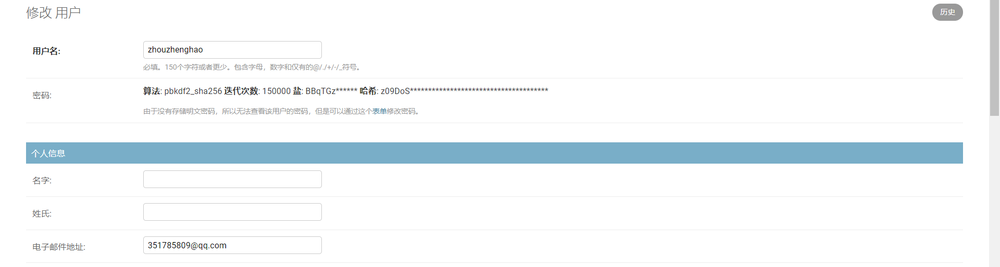 修改 用户
历史
用户名:
zhouzhenghao
必填。150个字符或者更少。包含字母，数字和仅有的@/./+/-/_符号。
密码:
算法: pbkdf2_sha256 迭代次数: 150000 盐: BBqTGz****** 哈希: z09DoS**************************************
由于没有存储明文密码，所以无法查看该用户的密码，但是可以通过这个表单修改密码。
个人信息
名字:
姓氏:
电子邮件地址:
351785809@qq.com